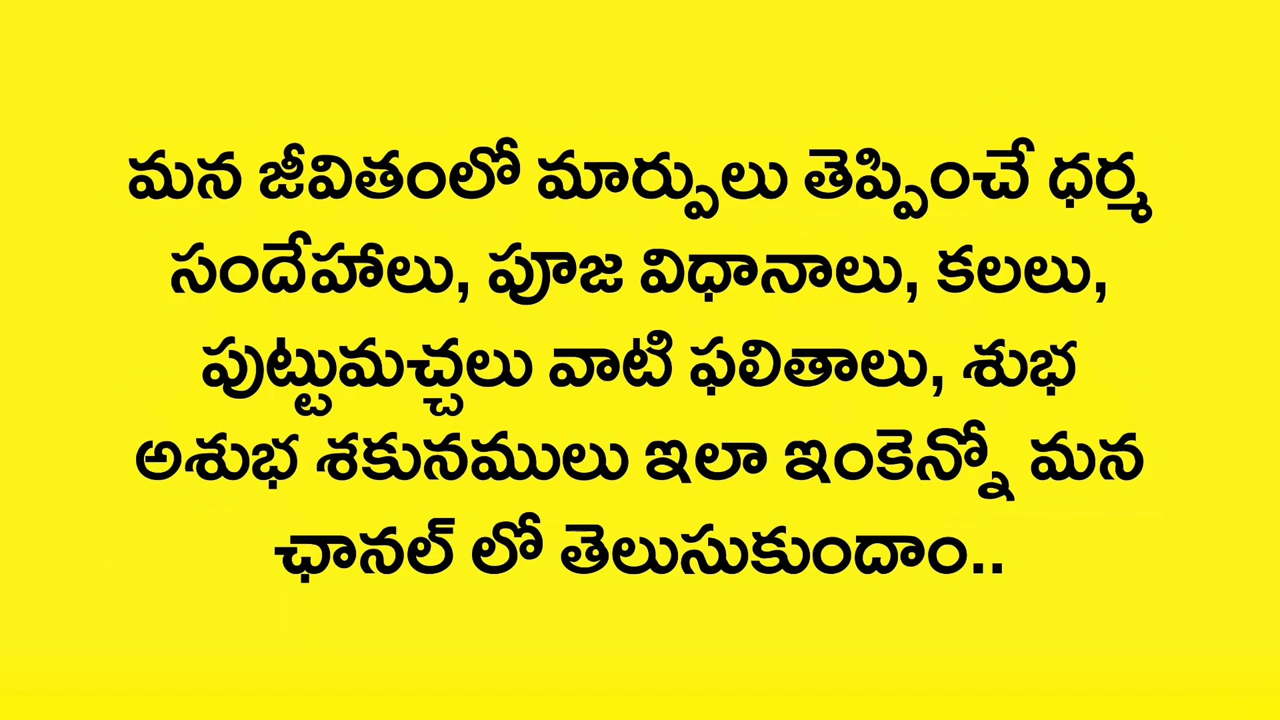 మన జీవితంలో మార్పులు తెప్పించే ధర్మ
సందేహాలు, పూజ విధానాలు, కలలు,
పుట్టుమచ్చలు వాటి ఫలితాలు, శుభ
అశుభ శకునములు ఇలా ఇంకెన్నో మన
ఛానల్ లో తెలుసుకుందాం..